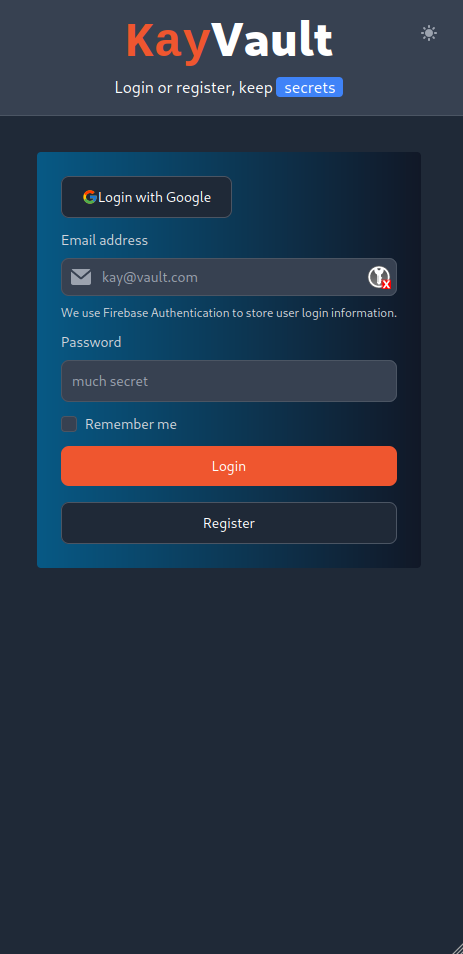 KayVault
Login or register, keep secrets
Login with Google
Email address
kay@vault.com
We use Firebase Authentication to store user login information.
Password
much secret
Remember me
Login
Register